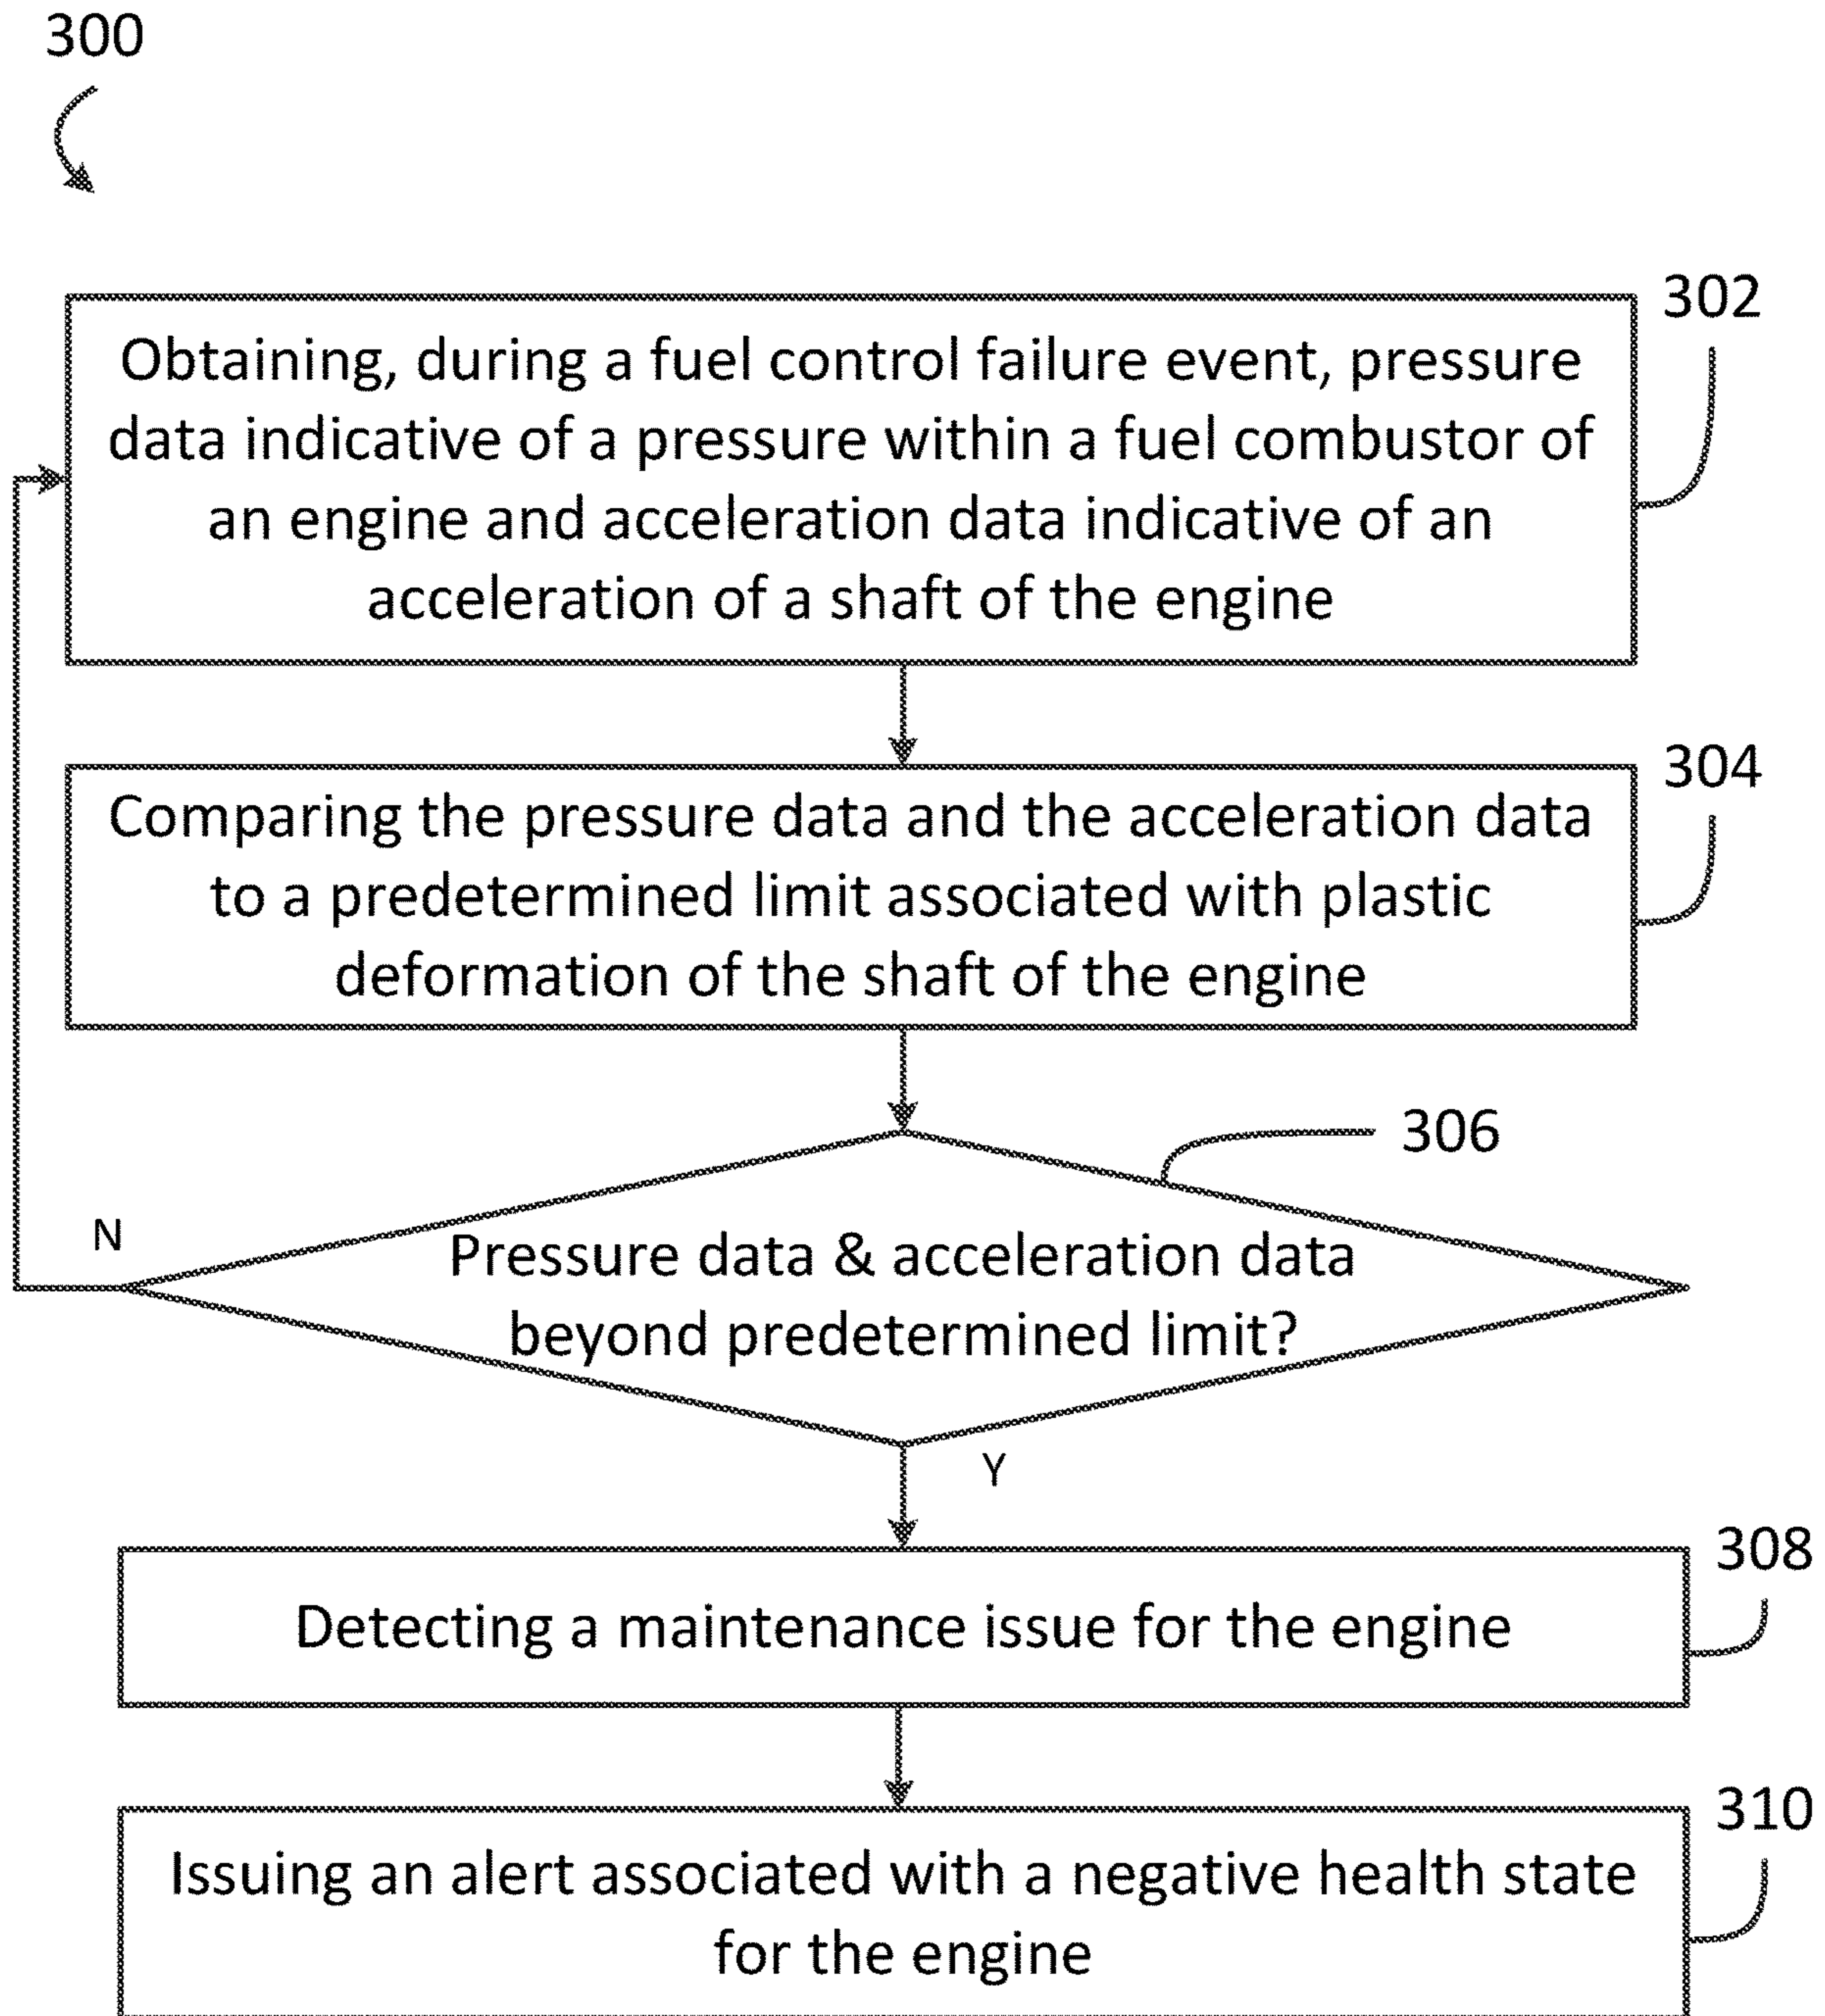 300
302
Obtaining, during a fuel control failure event, pressure
data indicative of a pressure within a fuel combustor of
an engine and acceleration data indicative of an
acceleration of a shaft of the engine
304
Comparing the pressure data and the acceleration data
to a predetermined limit associated with plastic
deformation of the shaft of the engine
306
N
Pressure data & acceleration data
beyond predetermined limit?
Y
308
Detecting a maintenance issue for the engine
310
Issuing an alert associated with a negative health state
for the engine